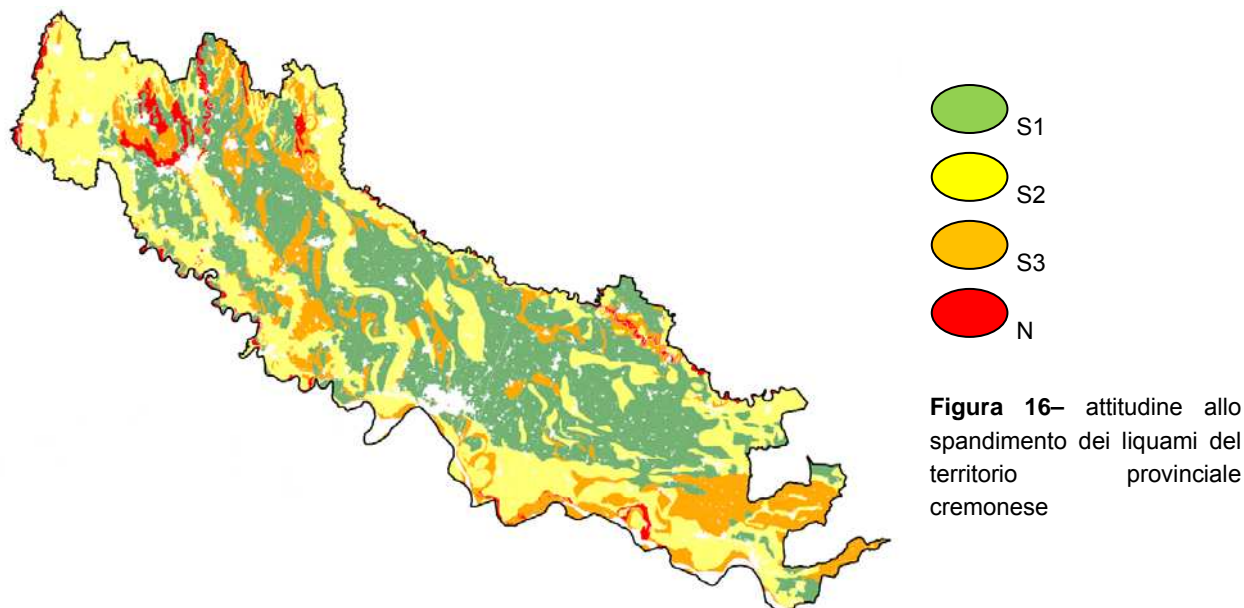 S1
S2
S3
N
Figura 16– attitudine allo
spandimento dei liquami del
territorio provinciale
cremonese